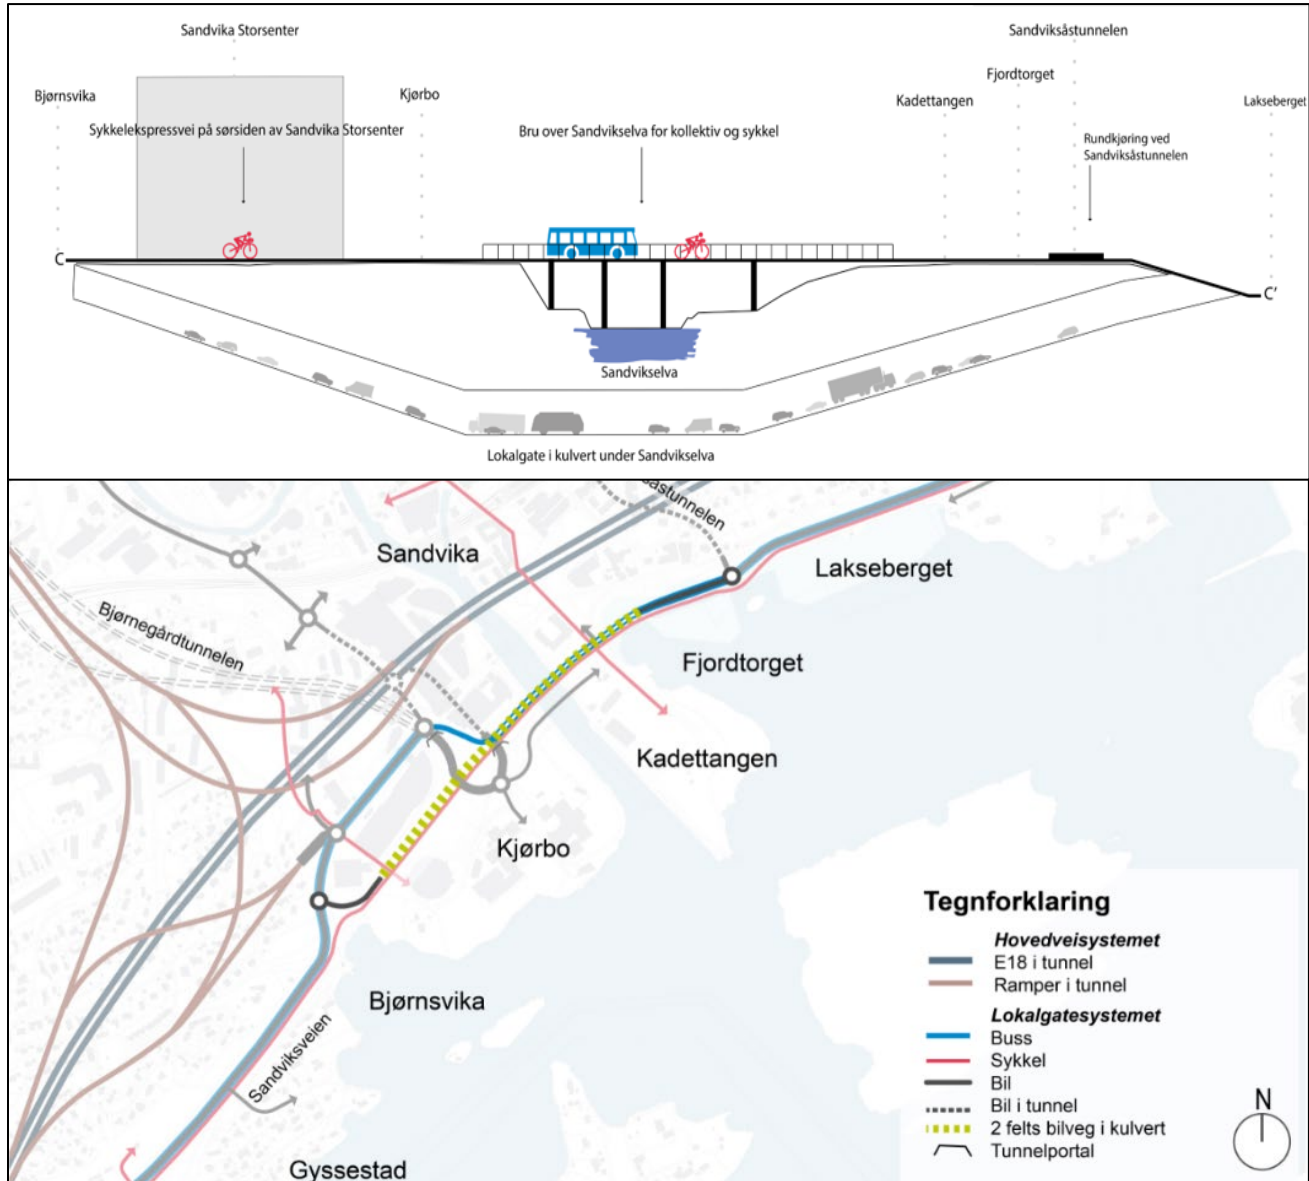 Sandvika Storsenter
Sandviksåstunnelen
Fjordtorget
Bjørnsvika
Kjørbo
Kadettangen
Lakseberget
Sykkelekspressvei på sørsiden av Sandvika Storsenter
Bru over Sandvikselva for kollektiv og sykkel
Rundkjøring ved
Sandviksåstunnelen
C
C'
Sandvikselva
Lokalgate i kulvert under Sandvikselva
åstunnelen
Sandvika
Lakseberget
Bjørnegårdtunnelen
Fjordtorget
Kadettangen
Kjørbo
Bjørnsvika
Sandviksveien
Gyssestad
Tegnforklaring
Hovedveisystemet
E18 i tunnel
Ramper i tunnel
Lokalgatesystemet
Buss
Sykkel
Bil
Bil i tunnel
2 felts bilveg i kulvert
Tunnelportal
N